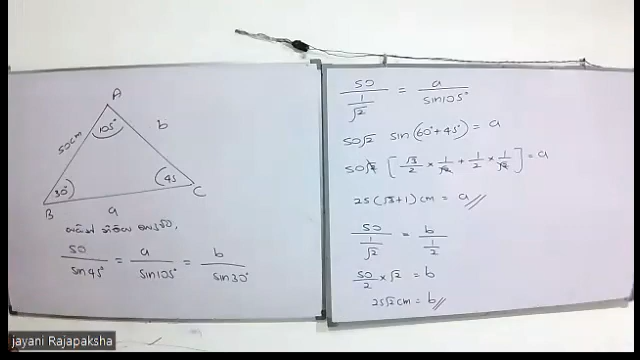 A
105°
50cm
b
30°
45
B
C
a
සයින් නියමය යෙදීමෙන්,
50/sin45° = a/sin105° = b/sin30°
50/(1/√2) = a/sin105°
50√2 sin(60°+45°) = a
50√2 [√3/2 × 1/√2 + 1/2 × 1/√2] = a
25(√3+1) cm = a
50/(1/√2) = b/(1/2)
50/2 × √2 = b
25√2 cm = b
jayani Rajapaksha